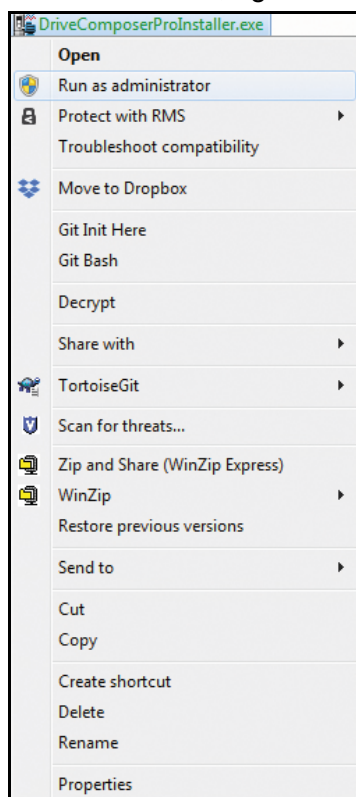 DriveComposerProInstaller.exe
Open
Run as administrator
Protect with RMS
Troubleshoot compatibility
Move to Dropbox
Git Init Here
Git Bash
Decrypt
Share with
TortoiseGit
Scan for threats...
Zip and Share (WinZip Express)
WinZip
Restore previous versions
Send to
Cut
Copy
Create shortcut
Delete
Rename
Properties